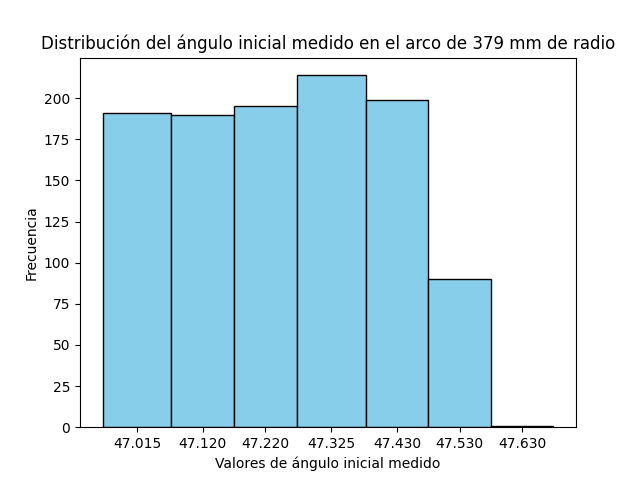 Distribución del ángulo inicial medido en el arco de 379 mm de radio
Frecuencia
200
175
150
125
100
75
50
25
0
47.015 47.120 47.220 47.325 47.430 47.530 47.630
Valores de ángulo inicial medido